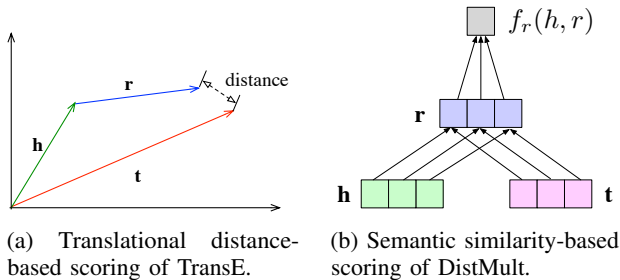 r
distance
h
t
(a) Translational distance-
based scoring of TransE.
f_r(h, r)
r
h
t
(b) Semantic similarity-based
scoring of DistMult.